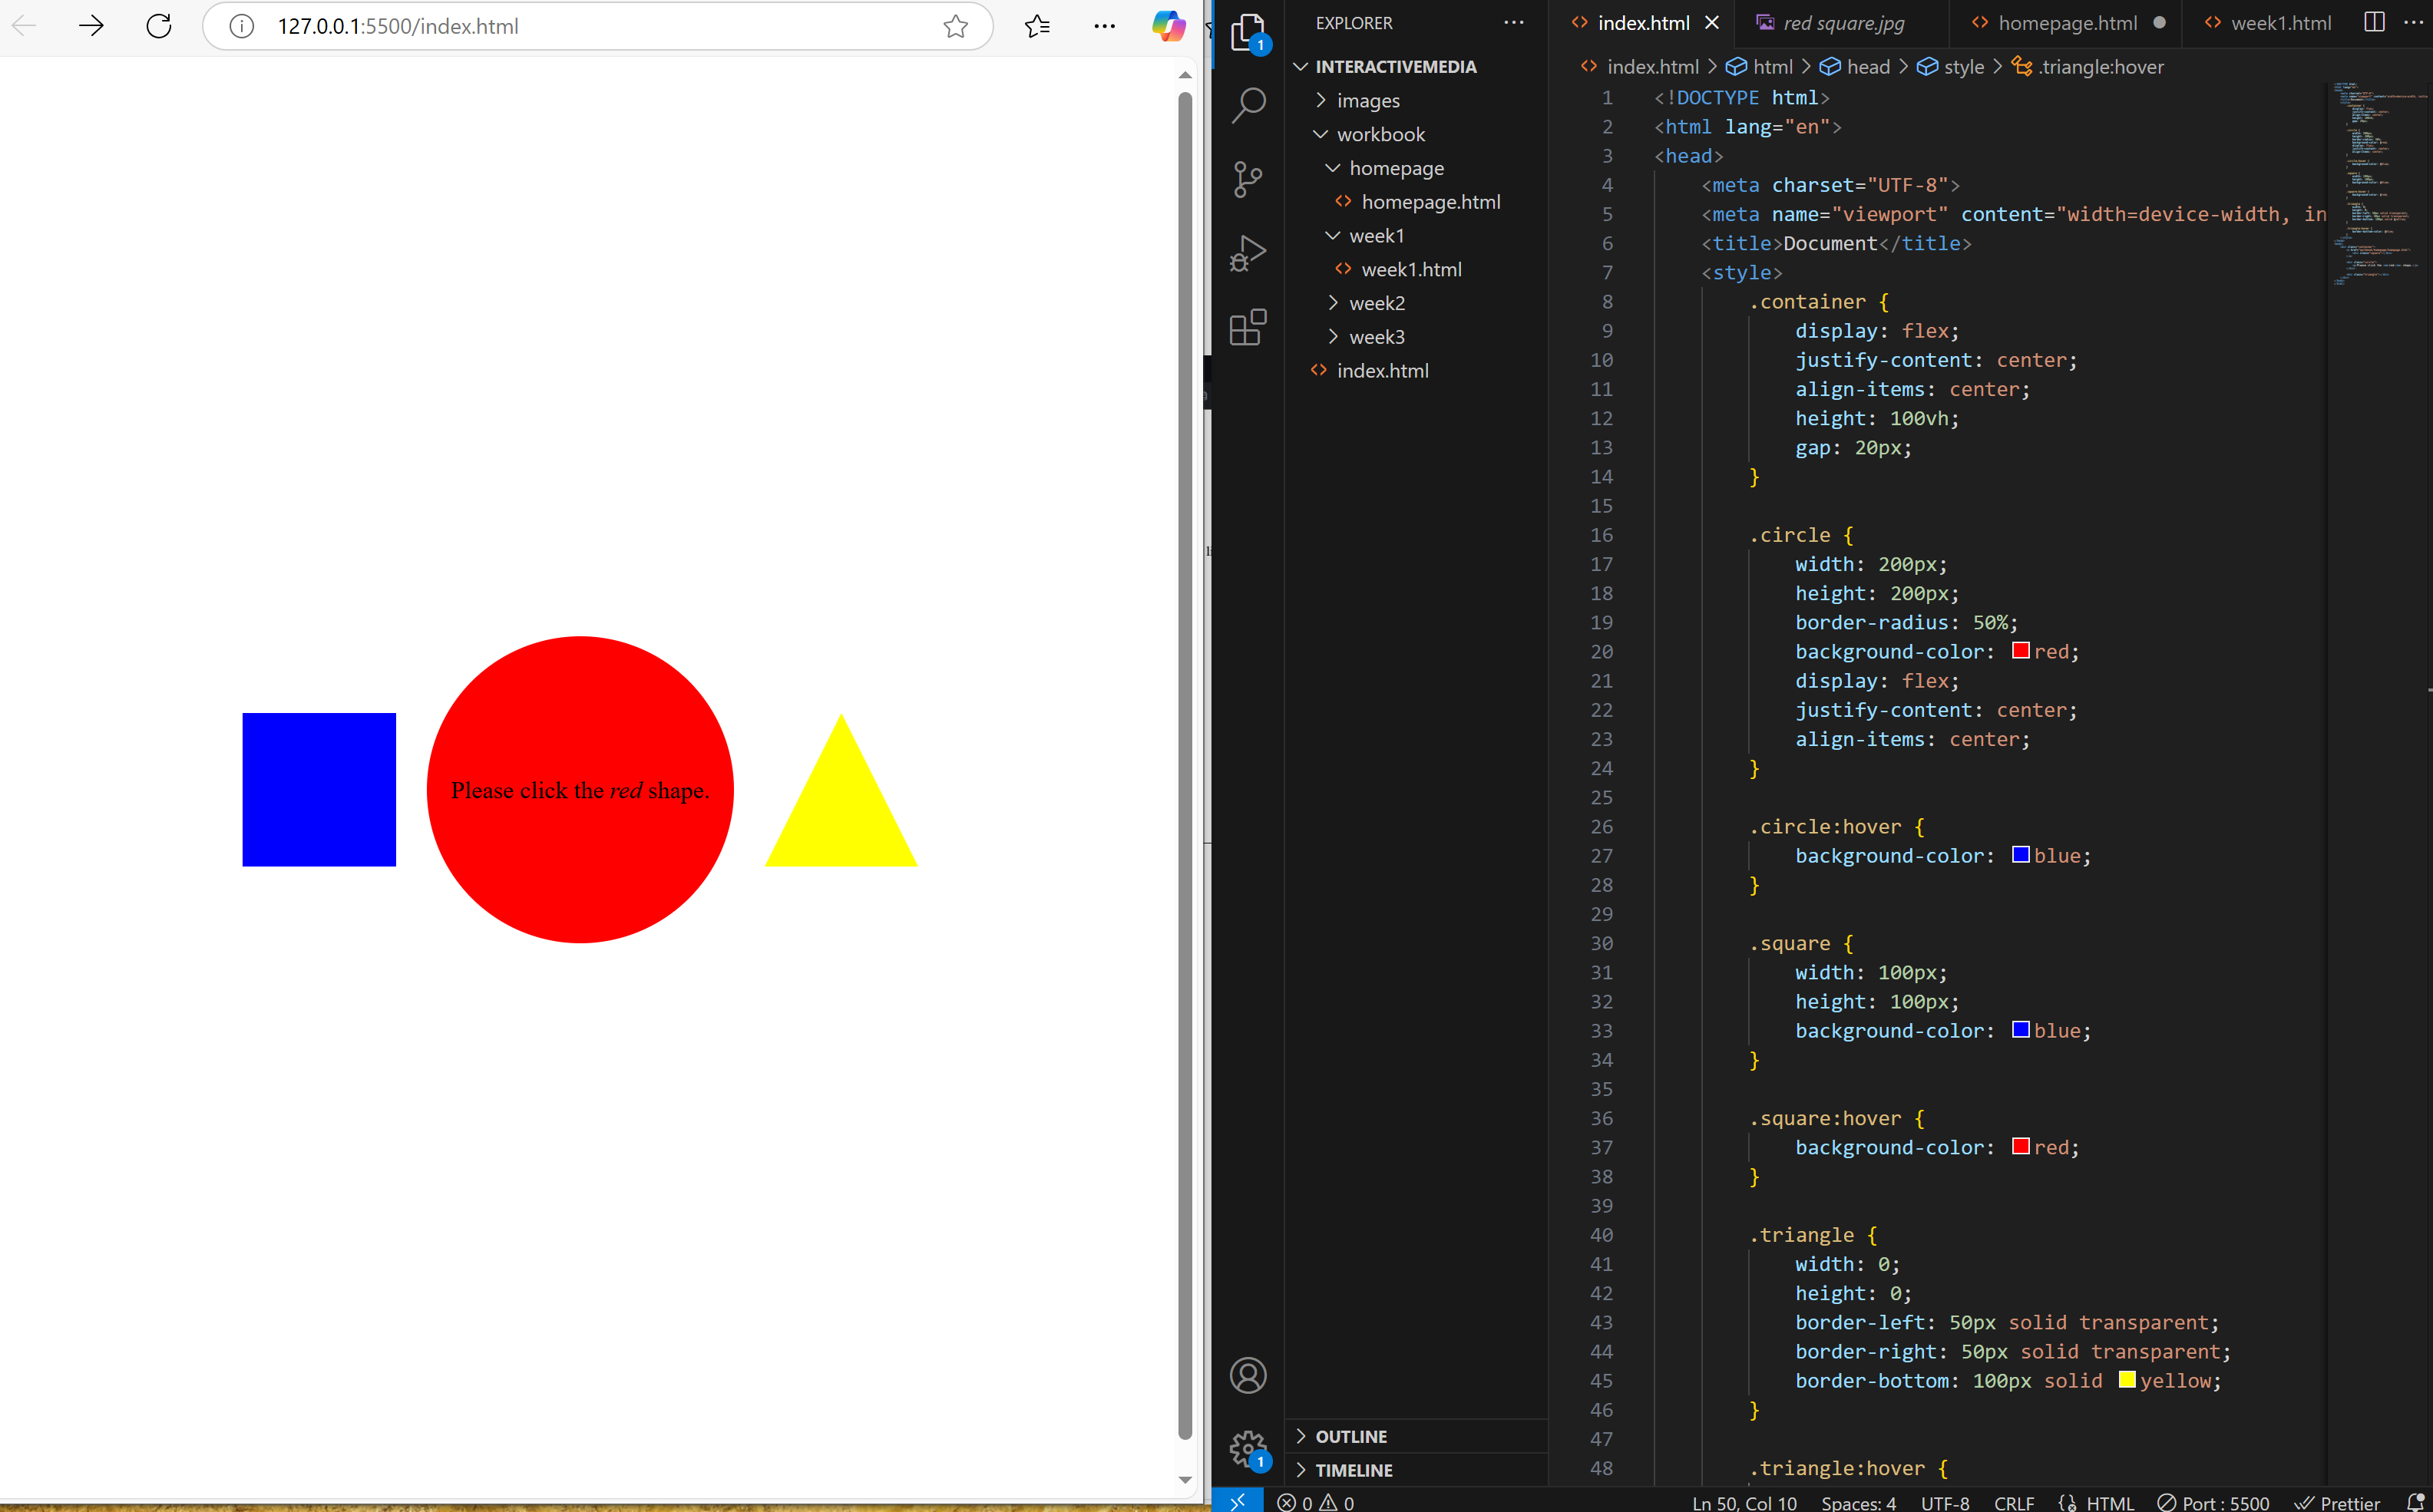 127.0.0.1:5500/index.html
Please click the red shape.
EXPLORER
INTERACTIVEMEDIA
images
workbook
homepage
homepage.html
week1
week1.html
week2
week3
index.html
OUTLINE
TIMELINE
1
1
index.html
red square.jpg
homepage.html
week1.html
index.html > html > head > style > .triangle:hover
1 <!DOCTYPE html>
2 <html lang="en">
3 <head>
4 <meta charset="UTF-8">
5 <meta name="viewport" content="width=device-width, in
6 <title>Document</title>
7 <style>
8 .container {
9 display: flex;
10 justify-content: center;
11 align-items: center;
12 height: 100vh;
13 gap: 20px;
14 }
15
16 .circle {
17 width: 200px;
18 height: 200px;
19 border-radius: 50%;
20 background-color: red;
21 display: flex;
22 justify-content: center;
23 align-items: center;
24 }
25
26 .circle:hover {
27 background-color: blue;
28 }
29
30 .square {
31 width: 100px;
32 height: 100px;
33 background-color: blue;
34 }
35
36 .square:hover {
37 background-color: red;
38 }
39
40 .triangle {
41 width: 0;
42 height: 0;
43 border-left: 50px solid transparent;
44 border-right: 50px solid transparent;
45 border-bottom: 100px solid yellow;
46 }
47
48 .triangle:hover {
0 0 Ln 50, Col 10 Spaces: 4 UTF-8 CRLF HTML Port : 5500 Prettier